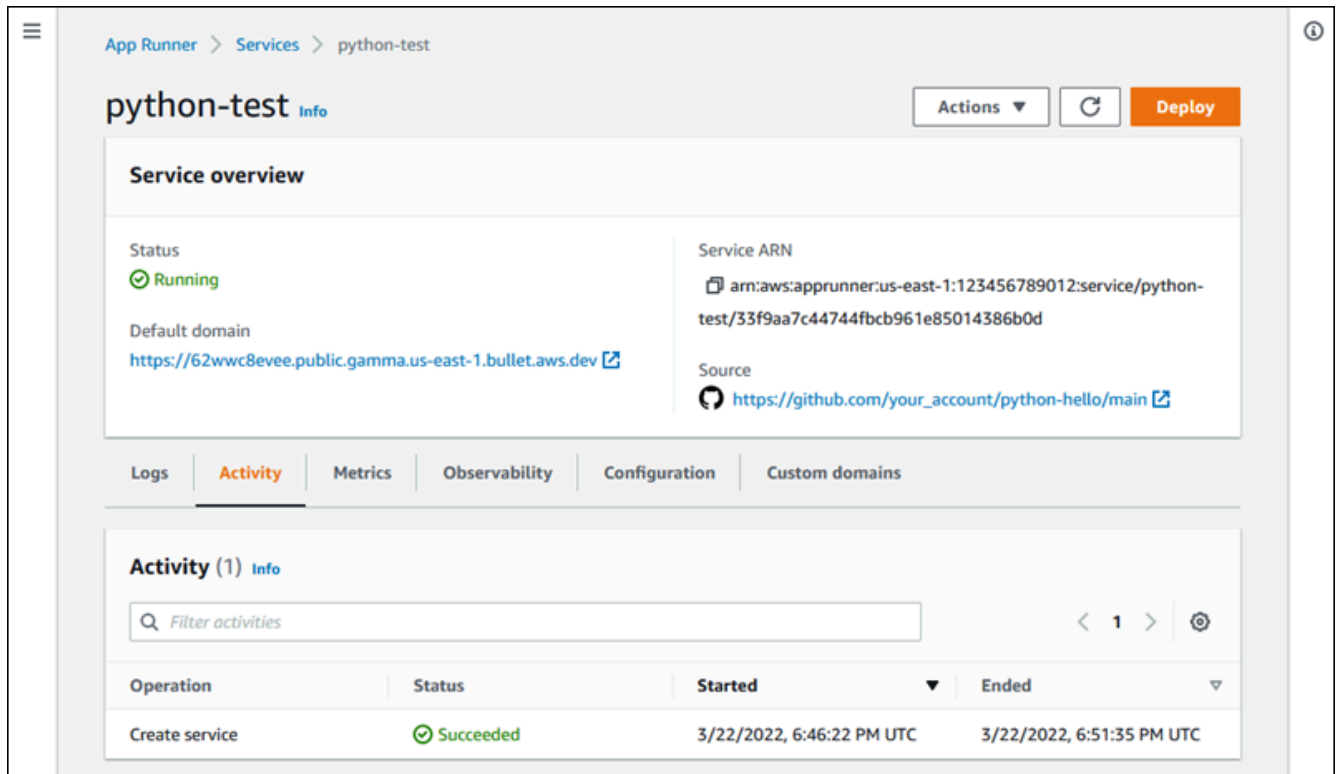 App Runner > Services > python-test
python-test Info
Actions ▼
Deploy
Service overview
Status
Running
Default domain
https://62wwc8evee.public.gamma.us-east-1.bullet.aws.dev
Service ARN
arn:aws:apprunner:us-east-1:123456789012:service/python-
test/33f9aa7c44744fbcb961e85014386b0d
Source
https://github.com/your_account/python-hello/main
Logs Activity Metrics Observability Configuration Custom domains
Activity (1) Info
Filter activities
< 1 >
Operation Status Started Ended
Create service Succeeded 3/22/2022, 6:46:22 PM UTC 3/22/2022, 6:51:35 PM UTC